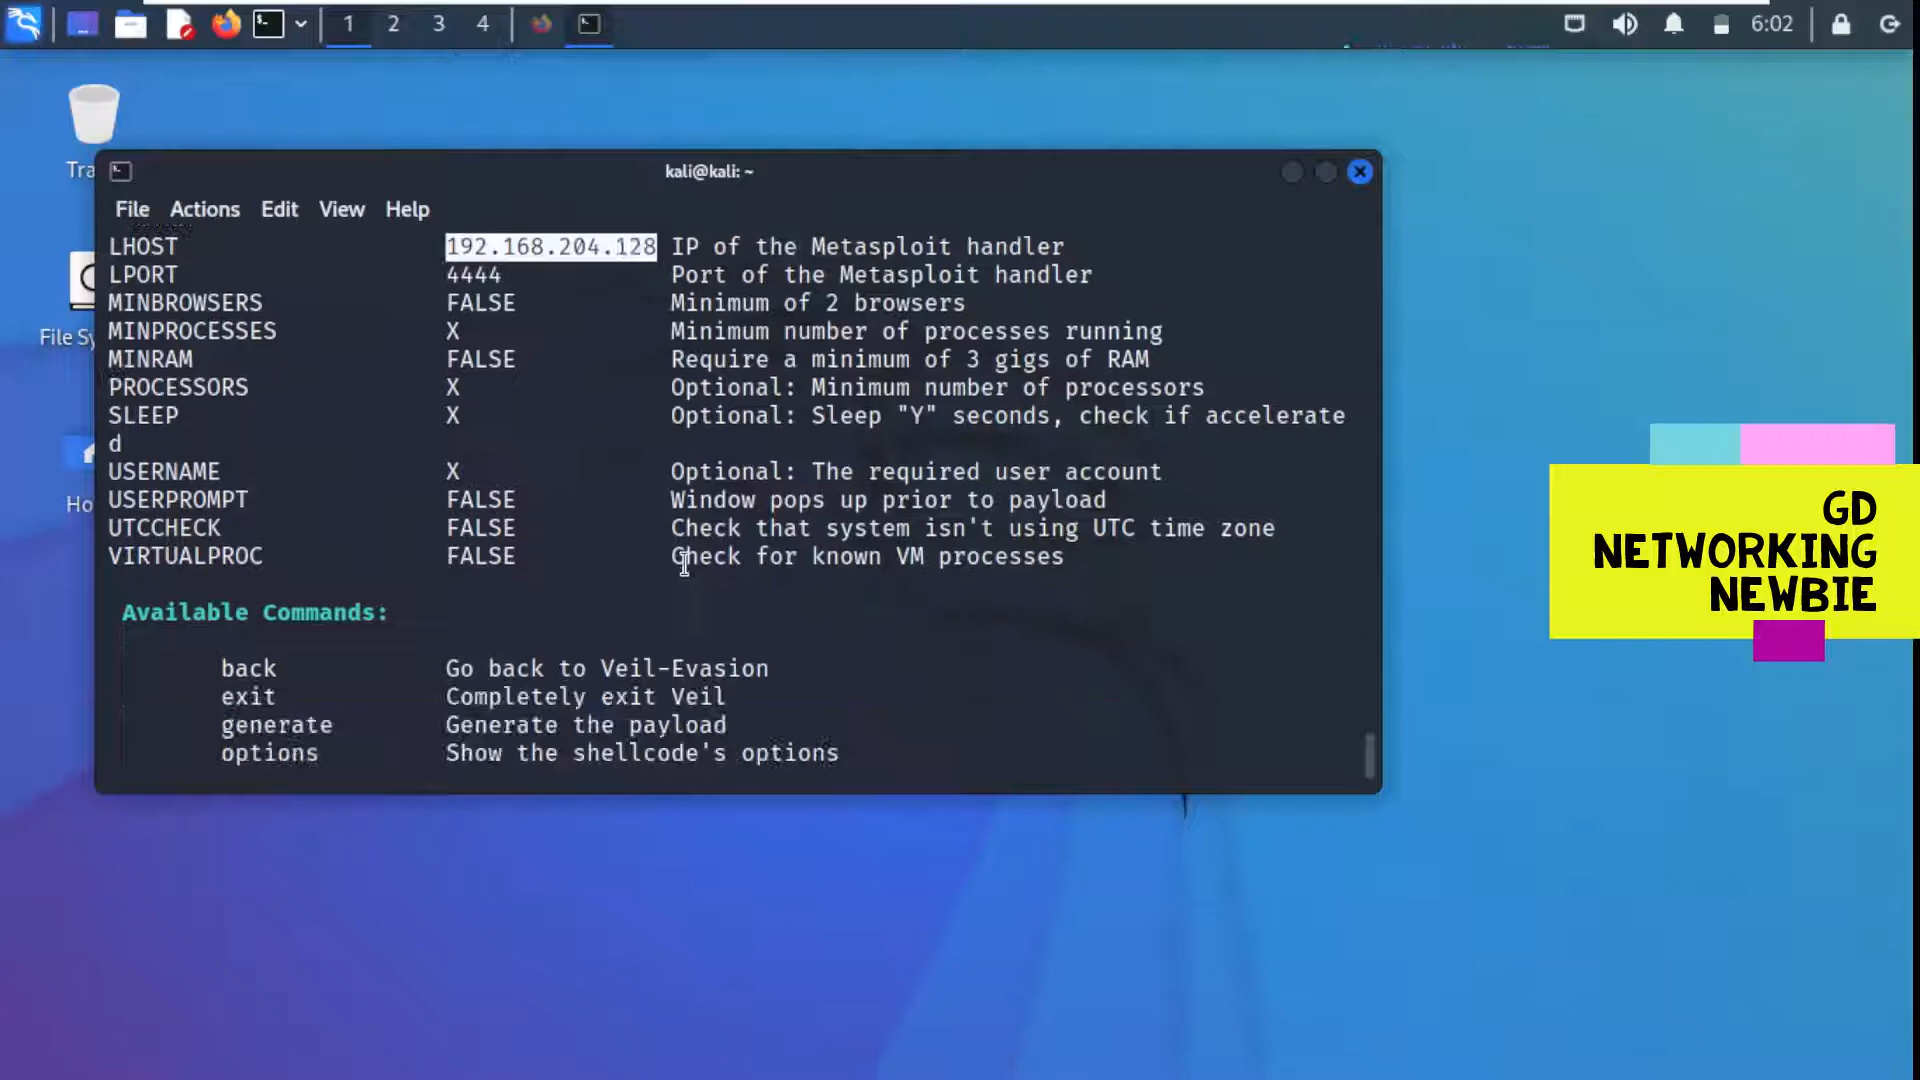 1 2 3 4 6:02
Tra
File Sy
Ho
kali@kali: ~
File Actions Edit View Help
LHOST 192.168.204.128 IP of the Metasploit handler
LPORT 4444 Port of the Metasploit handler
MINBROWSERS FALSE Minimum of 2 browsers
MINPROCESSES X Minimum number of processes running
MINRAM FALSE Require a minimum of 3 gigs of RAM
PROCESSORS X Optional: Minimum number of processors
SLEEP X Optional: Sleep "Y" seconds, check if accelerate
d
USERNAME X Optional: The required user account
USERPROMPT FALSE Window pops up prior to payload
UTCCHECK FALSE Check that system isn't using UTC time zone
VIRTUALPROC FALSE Check for known VM processes
Available Commands:
back Go back to Veil-Evasion
exit Completely exit Veil
generate Generate the payload
options Show the shellcode's options
GD
NETWORKING
NEWBIE